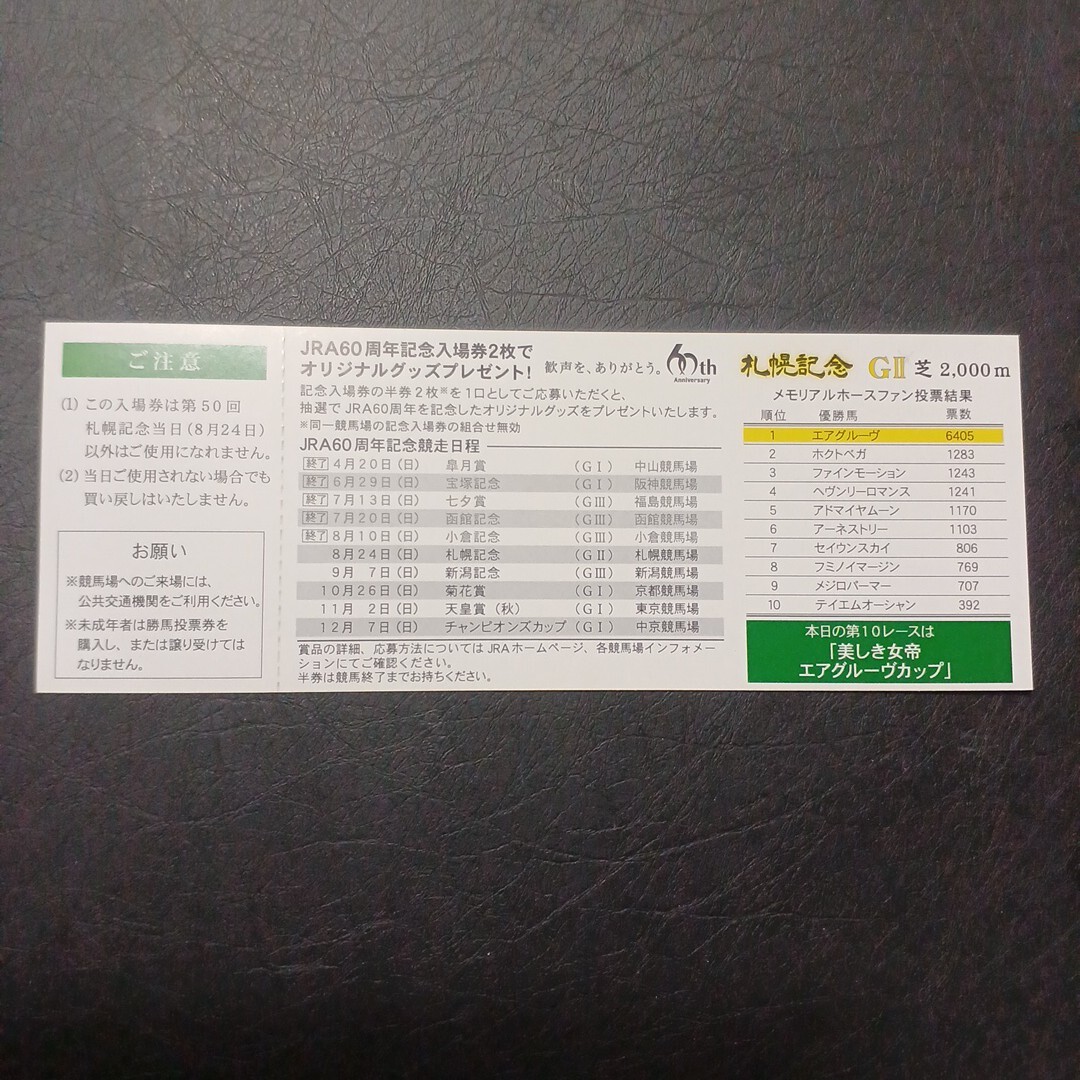 ご注意
(1) この入場券は第50回
札幌記念当日(8月24日)
以外はご使用になれません。
(2) 当日ご使用されない場合でも
買い戻しはいたしません。
お願い
※競馬場へのご来場には、
公共交通機関をご利用ください。
※未成年者は勝馬投票券を
購入し、または譲り受けては
なりません。
JRA60周年記念入場券2枚で
オリジナルグッズプレゼント!
歓声を、ありがとう。
60th
Anniversary
記念入場券の半券2枚※を1口としてご応募いただくと、
抽選でJRA60周年を記念したオリジナルグッズをプレゼントいたします。
※同一競馬場の記念入場券の組合せ無効
JRA60周年記念競走日程
終了 4月20日(日) 皐月賞 (GⅠ) 中山競馬場
終了 6月29日(日) 宝塚記念 (GⅠ) 阪神競馬場
終了 7月13日(日) 七夕賞 (GⅢ) 福島競馬場
終了 7月20日(日) 函館記念 (GⅢ) 函館競馬場
終了 8月10日(日) 小倉記念 (GⅢ) 小倉競馬場
8月24日(日) 札幌記念 (GⅡ) 札幌競馬場
9月 7日(日) 新潟記念 (GⅢ) 新潟競馬場
10月26日(日) 菊花賞 (GⅠ) 京都競馬場
11月 2日(日) 天皇賞(秋) (GⅠ) 東京競馬場
12月 7日(日) チャンピオンズカップ (GⅠ) 中京競馬場
賞品の詳細、応募方法についてはJRAホームページ、各競馬場インフォメー
ションにてご確認ください。
半券は競馬終了までお持ちください。
札幌記念 GⅡ 芝 2,000m
メモリアルホースファン投票結果
順位 優勝馬 票数
1 エアグルーヴ 6405
2 ホクトベガ 1283
3 ファインモーション 1243
4 ヘヴンリーロマンス 1241
5 アドマイヤムーン 1170
6 アーネストリー 1103
7 セイウンスカイ 806
8 フミノイマージン 769
9 メジロパーマー 707
10 テイエムオーシャン 392
本日の第10レースは
「美しき女帝
エアグルーヴカップ」